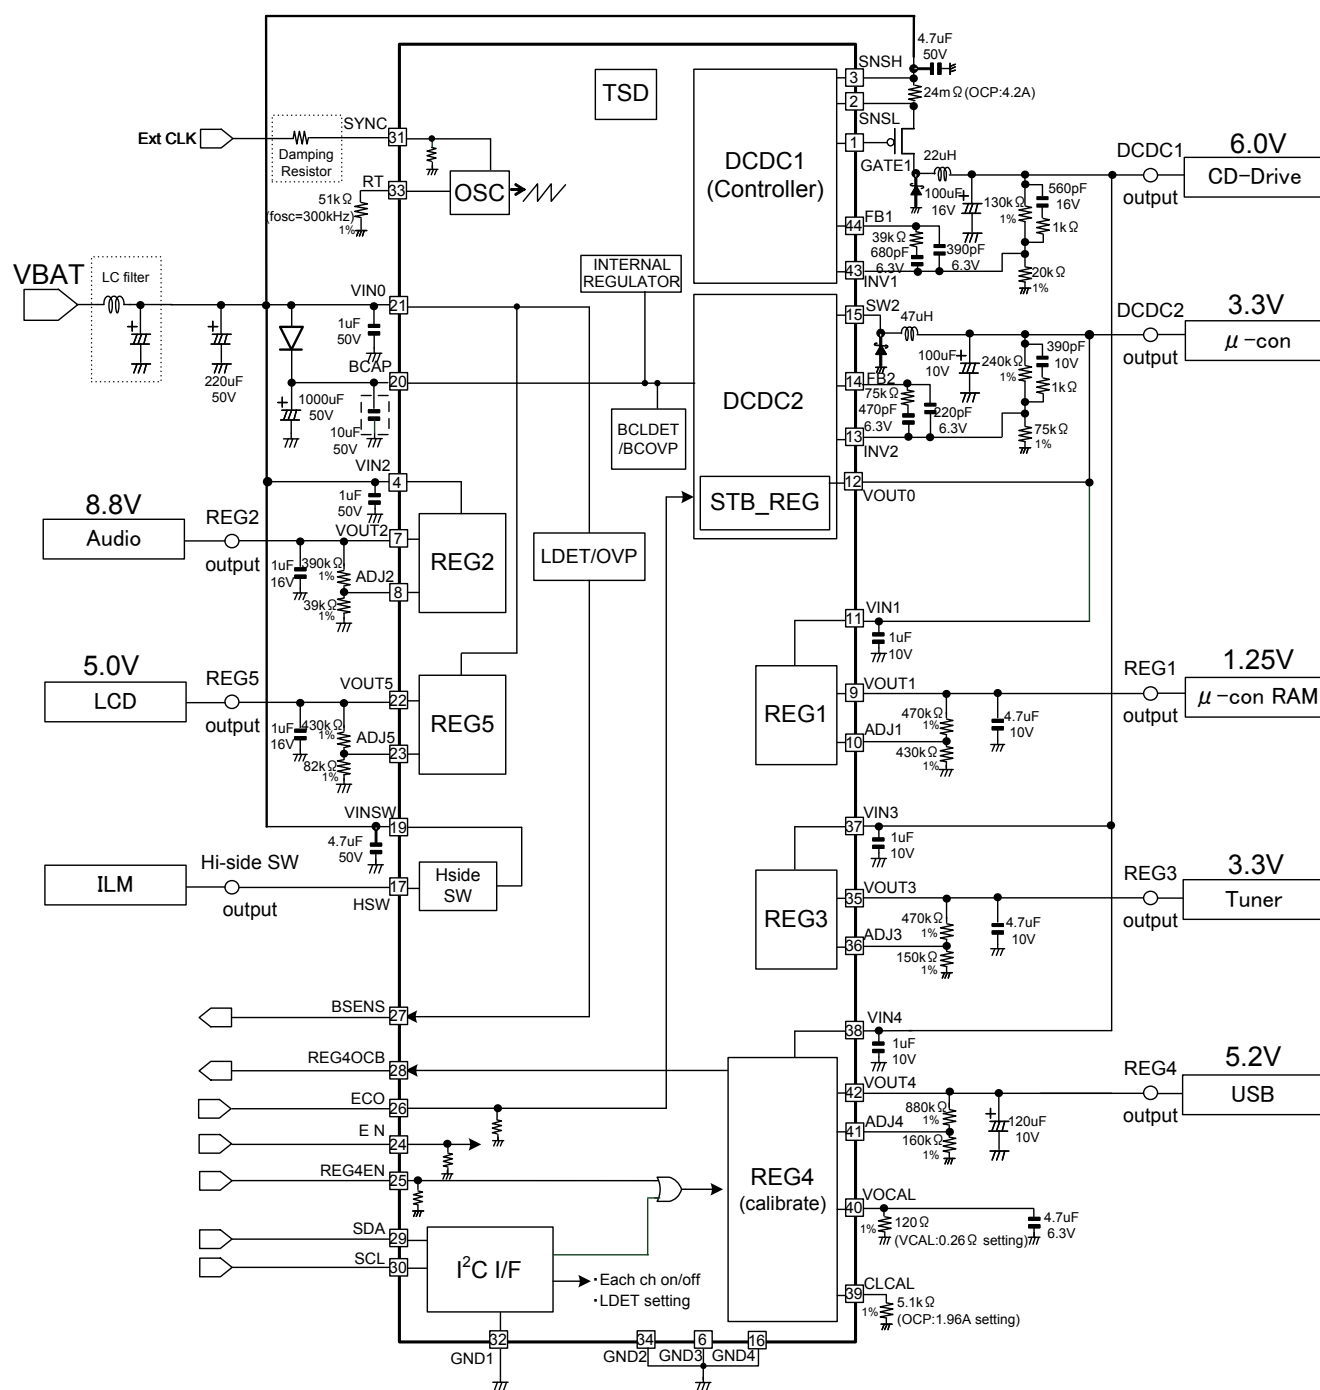 4.7uF
50V
SNSH
3
24mΩ(OCP:4.2A)
2
SNSL
1
GATE1
TSD
DCDC1
(Controller)
Ext CLK
Damping
Resistor
SYNC
31
RT
33
51kΩ
(fosc=300kHz)
1%
OSC
22uH
100uF
16V
130kΩ
1%
560pF
16V
1kΩ
20kΩ
1%
DCDC1
output
6.0V
CD-Drive
44
FB1
39kΩ
680pF
6.3V
390pF
6.3V
43
INV1
VBAT
LC filter
220uF
50V
VIN0
21
1uF
50V
BCAP
20
1000uF
50V
10uF
50V
INTERNAL
REGULATOR
BCLDET
/BCOVP
DCDC2
STB_REG
15
SW2
47uH
100uF
10V
240kΩ
1%
390pF
10V
1kΩ
75kΩ
1%
DCDC2
output
3.3V
μ-con
14
FB2
75kΩ
470pF
6.3V
220pF
6.3V
13
INV2
12
VOUT0
VIN2
4
1uF
50V
8.8V
Audio
REG2
output
VOUT2
7
1uF
16V
390kΩ
1%
ADJ2
8
39kΩ
1%
REG2
LDET/OVP
5.0V
LCD
REG5
output
VOUT5
22
1uF
16V
430kΩ
1%
ADJ5
23
82kΩ
1%
REG5
11
VIN1
1uF
10V
REG1
9
VOUT1
470kΩ
1%
4.7uF
10V
10
ADJ1
430kΩ
1%
REG1
output
1.25V
μ-con RAM
VINSW
19
4.7uF
50V
ILM
Hi-side SW
output
17
HSW
Hside
SW
37
VIN3
1uF
10V
REG3
35
VOUT3
470kΩ
1%
4.7uF
10V
36
ADJ3
150kΩ
1%
REG3
output
3.3V
Tuner
BSENS
27
REG4OCB
28
ECO
26
E N
24
REG4EN
25
SDA
29
SCL
30
I²C I/F
・Each ch on/off
・LDET setting
38
VIN4
1uF
10V
REG4
(calibrate)
42
VOUT4
880kΩ
1%
120uF
10V
41
ADJ4
160kΩ
1%
REG4
output
5.2V
USB
40
VOCAL
1%
120Ω
(VCAL:0.26Ω setting)
4.7uF
6.3V
39
CLCAL
1%
5.1kΩ
(OCP:1.96A setting)
32
GND1
34
GND2
6
GND3
16
GND4